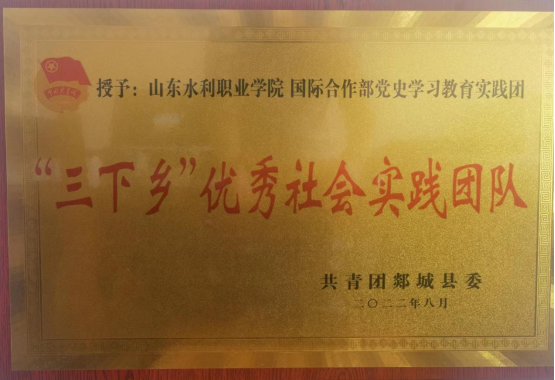 授予：山东水利职业学院 国际合作部党史学习教育实践团
“三下乡”优秀社会实践团队
共青团郯城县委
二〇二二年八月